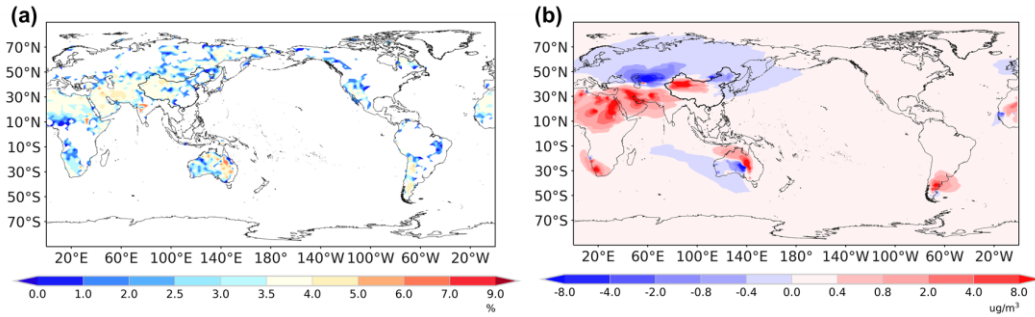 (a) (b)
70°N 70°N
50°N 50°N
30°N 30°N
10°N 10°N
10°S 10°S
30°S 30°S
50°S 50°S
70°S 70°S
20°E 60°E 100°E 140°E 180° 140°W 100°W 60°W 20°W 20°E 60°E 100°E 140°E 180° 140°W 100°W 60°W 20°W
0.0 1.0 2.0 2.5 3.0 3.5 4.0 5.0 6.0 7.0 9.0 -8.0 -4.0 -2.0 -0.8 -0.4 0.0 0.4 0.8 2.0 4.0 8.0
% ug/m³